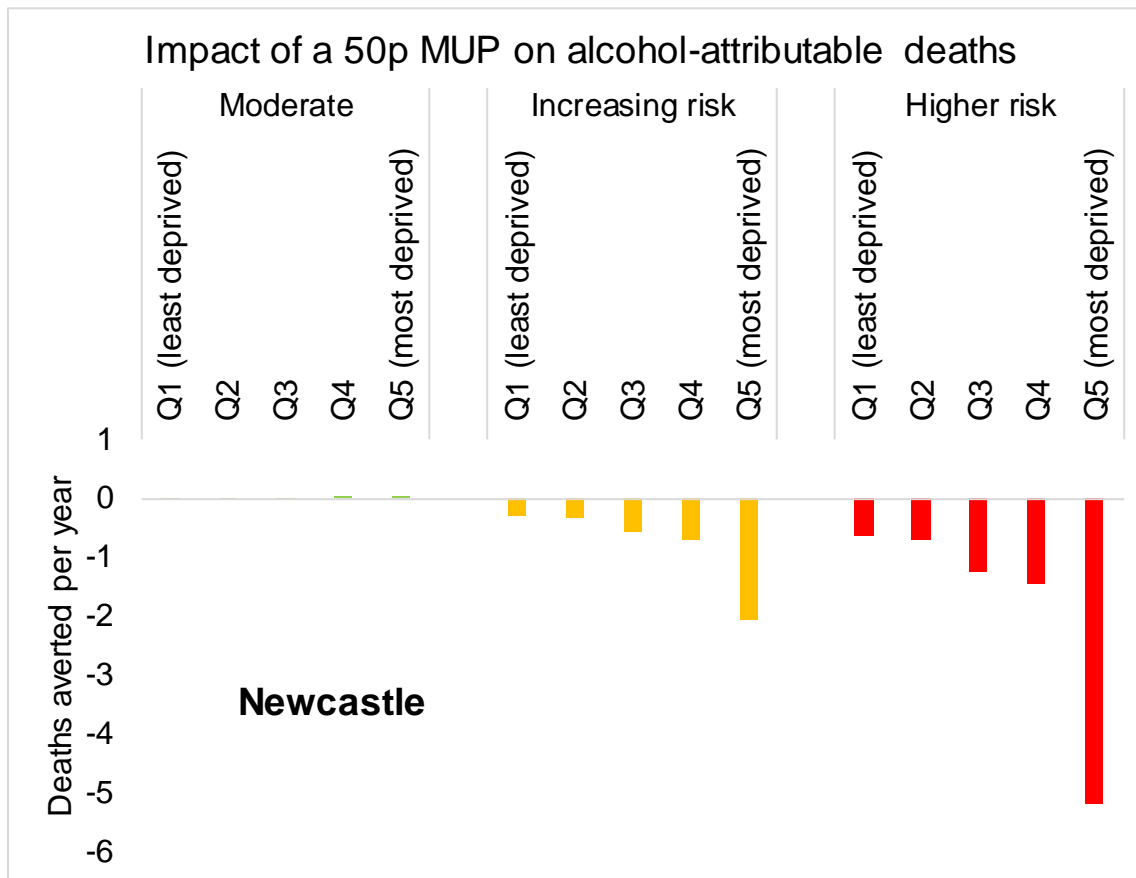 Impact of a 50p MUP on alcohol-attributable deaths
Moderate
Increasing risk
Higher risk
Q1 (least deprived)
Q2
Q3
Q4
Q5 (most deprived)
Q1 (least deprived)
Q2
Q3
Q4
Q5 (most deprived)
Q1 (least deprived)
Q2
Q3
Q4
Q5 (most deprived)
Deaths averted per year
1
0
-1
-2
-3
-4
-5
-6
Newcastle